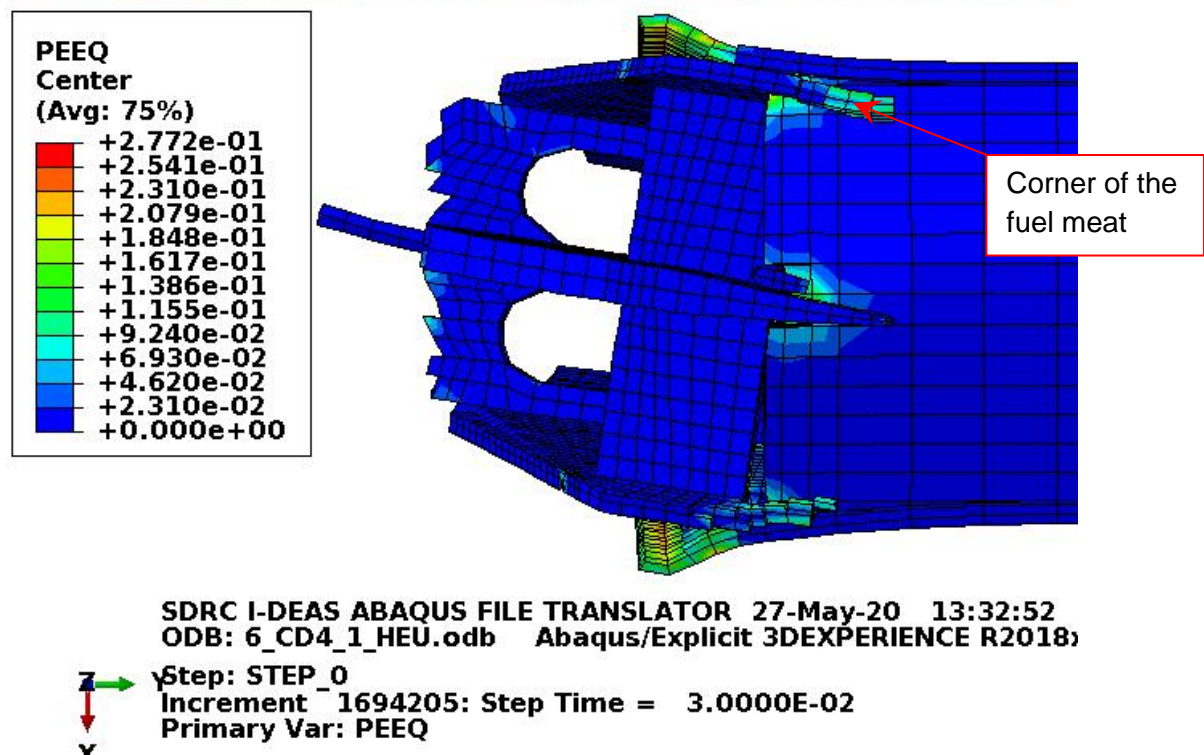 PEEQ
Center
(Avg: 75%)
+2.772e-01
+2.541e-01
+2.310e-01
+2.079e-01
+1.848e-01
+1.617e-01
+1.386e-01
+1.155e-01
+9.240e-02
+6.930e-02
+4.620e-02
+2.310e-02
+0.000e+00
Corner of the
fuel meat
SDRC I-DEAS ABAQUS FILE TRANSLATOR 27-May-20 13:32:52
ODB: 6_CD4_1_HEU.odb Abaqus/Explicit 3DEXPERIENCE R2018x
Z
Y
Step: STEP_0
Increment 1694205: Step Time = 3.0000E-02
Primary Var: PEEQ
X